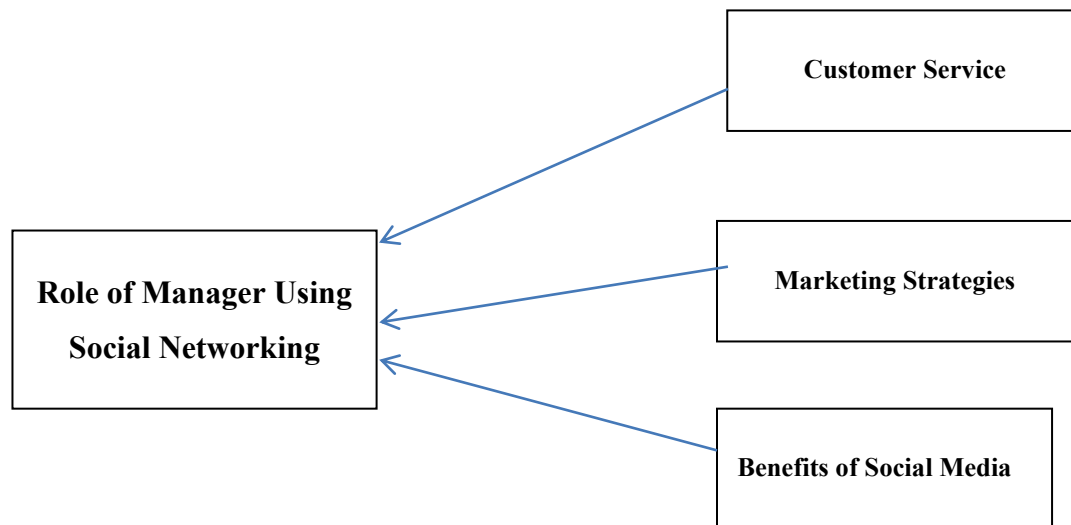 Customer Service
Role of Manager Using
Social Networking
Marketing Strategies
Benefits of Social Media